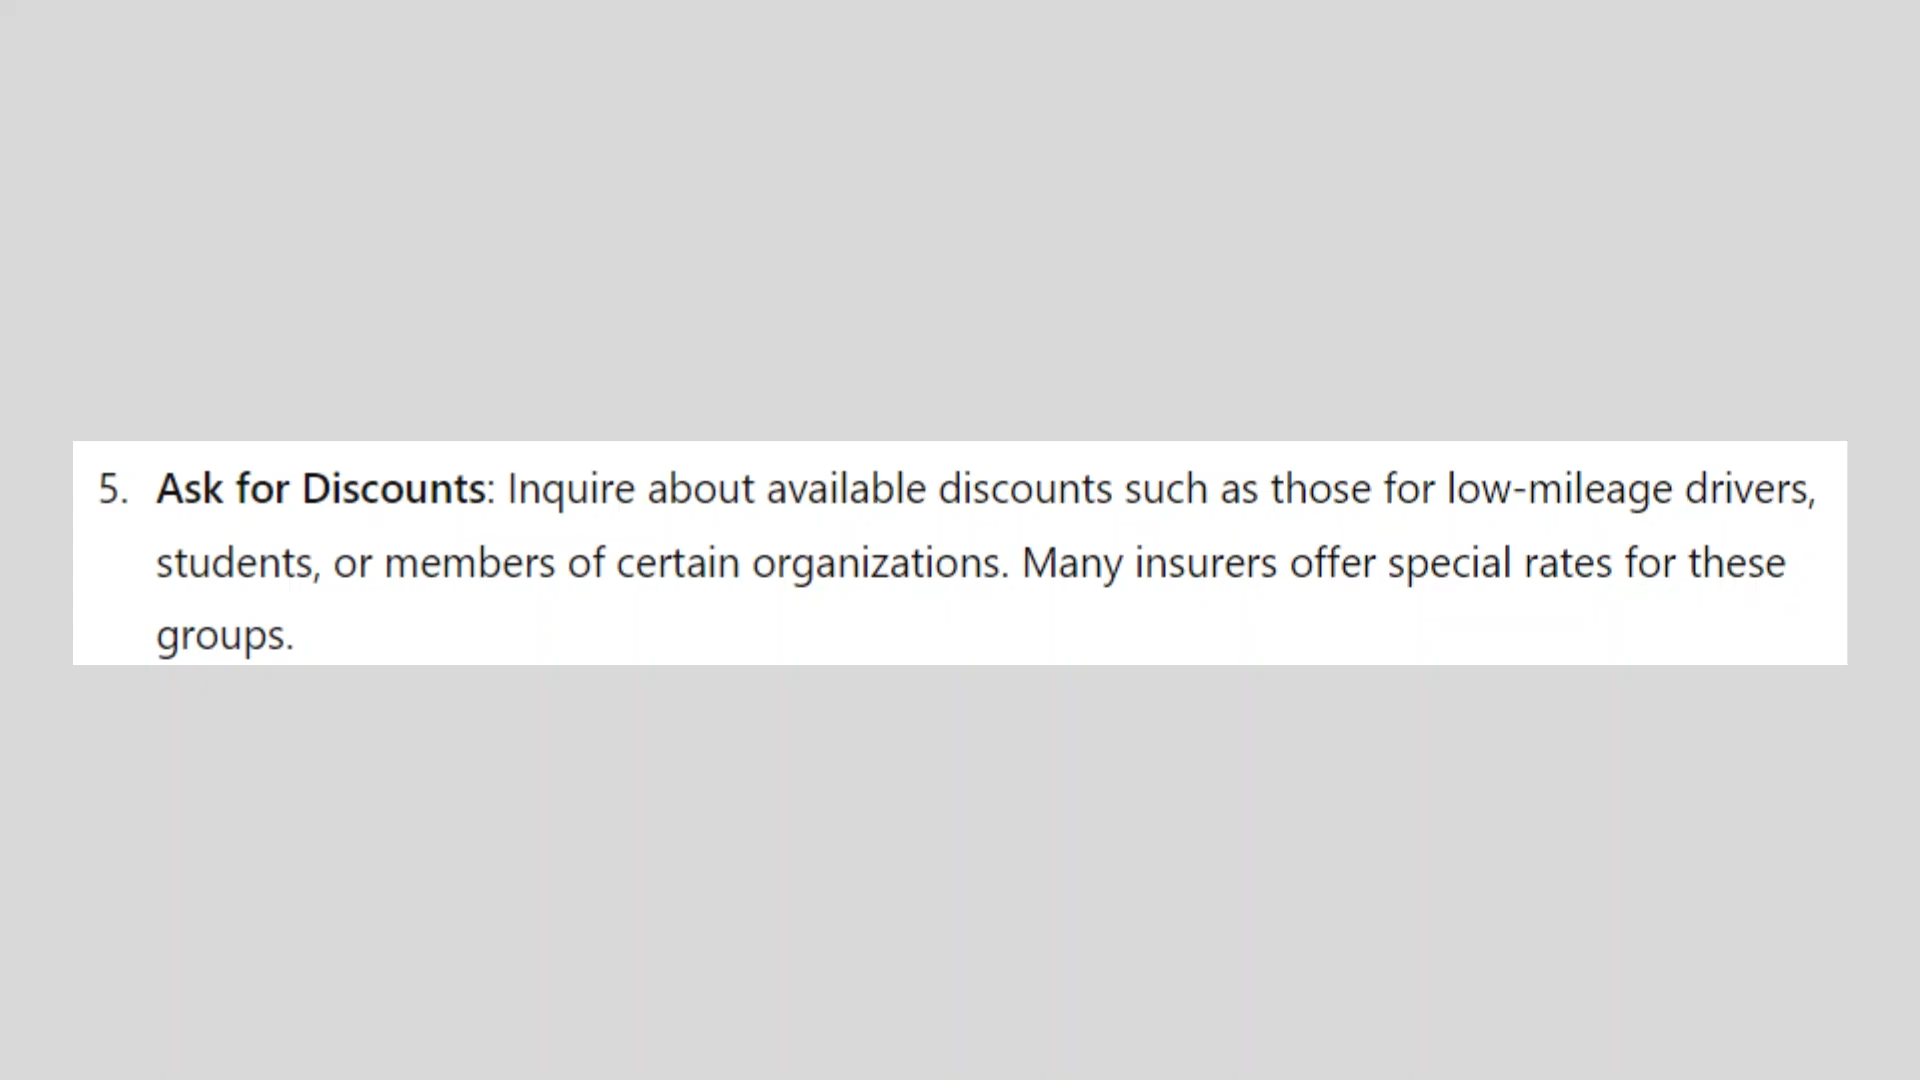 5. Ask for Discounts: Inquire about available discounts such as those for low-mileage drivers,
students, or members of certain organizations. Many insurers offer special rates for these
groups.